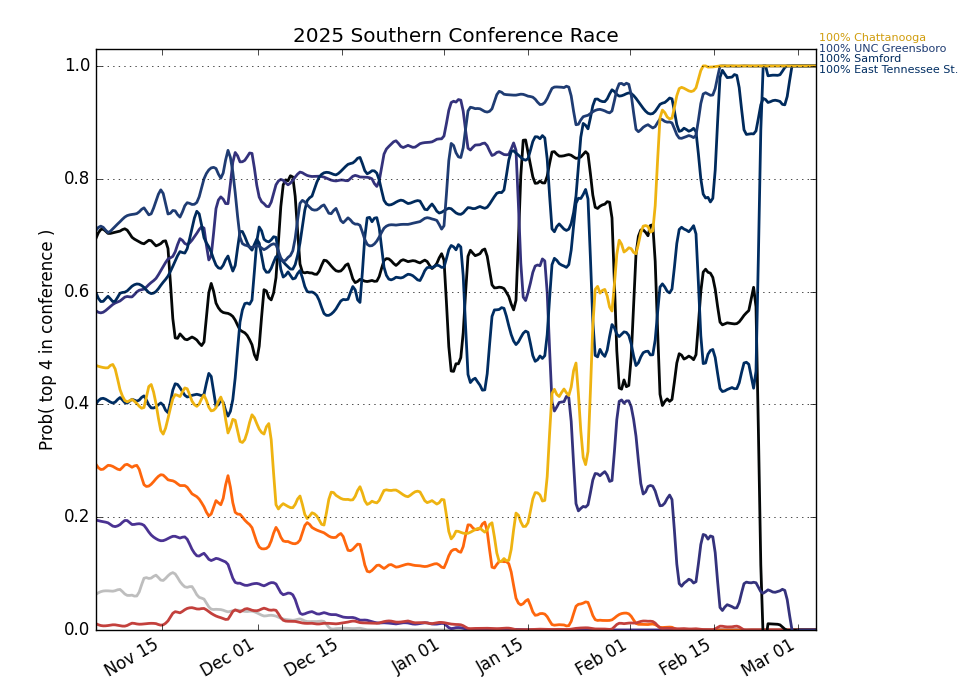 2025 Southern Conference Race
100% Chattanooga
100% UNC Greensboro
100% Samford
100% East Tennessee St.
Prob( top 4 in conference )
1.0
0.8
0.6
0.4
0.2
0.0
Nov 15
Dec 01
Dec 15
Jan 01
Jan 15
Feb 01
Feb 15
Mar 01